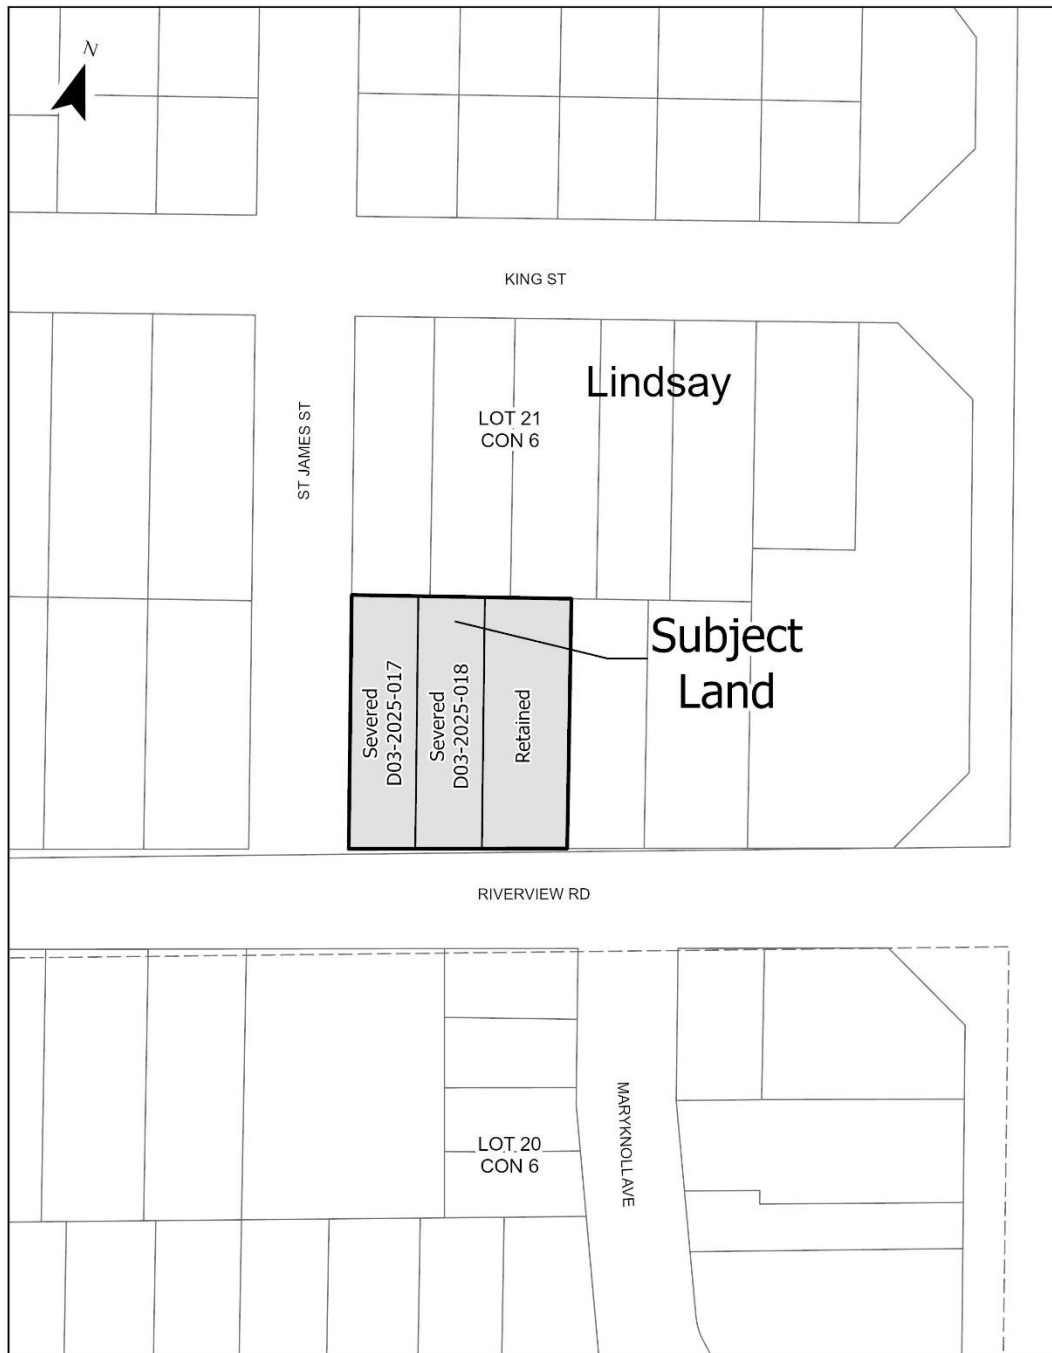 N
KING ST
Lindsay
ST JAMES ST
LOT 21
CON 6
Subject
Land
Severed
D03-2025-017
Severed
D03-2025-018
Retained
RIVERVIEW RD
MARYKNOLL AVE
LOT 20
CON 6